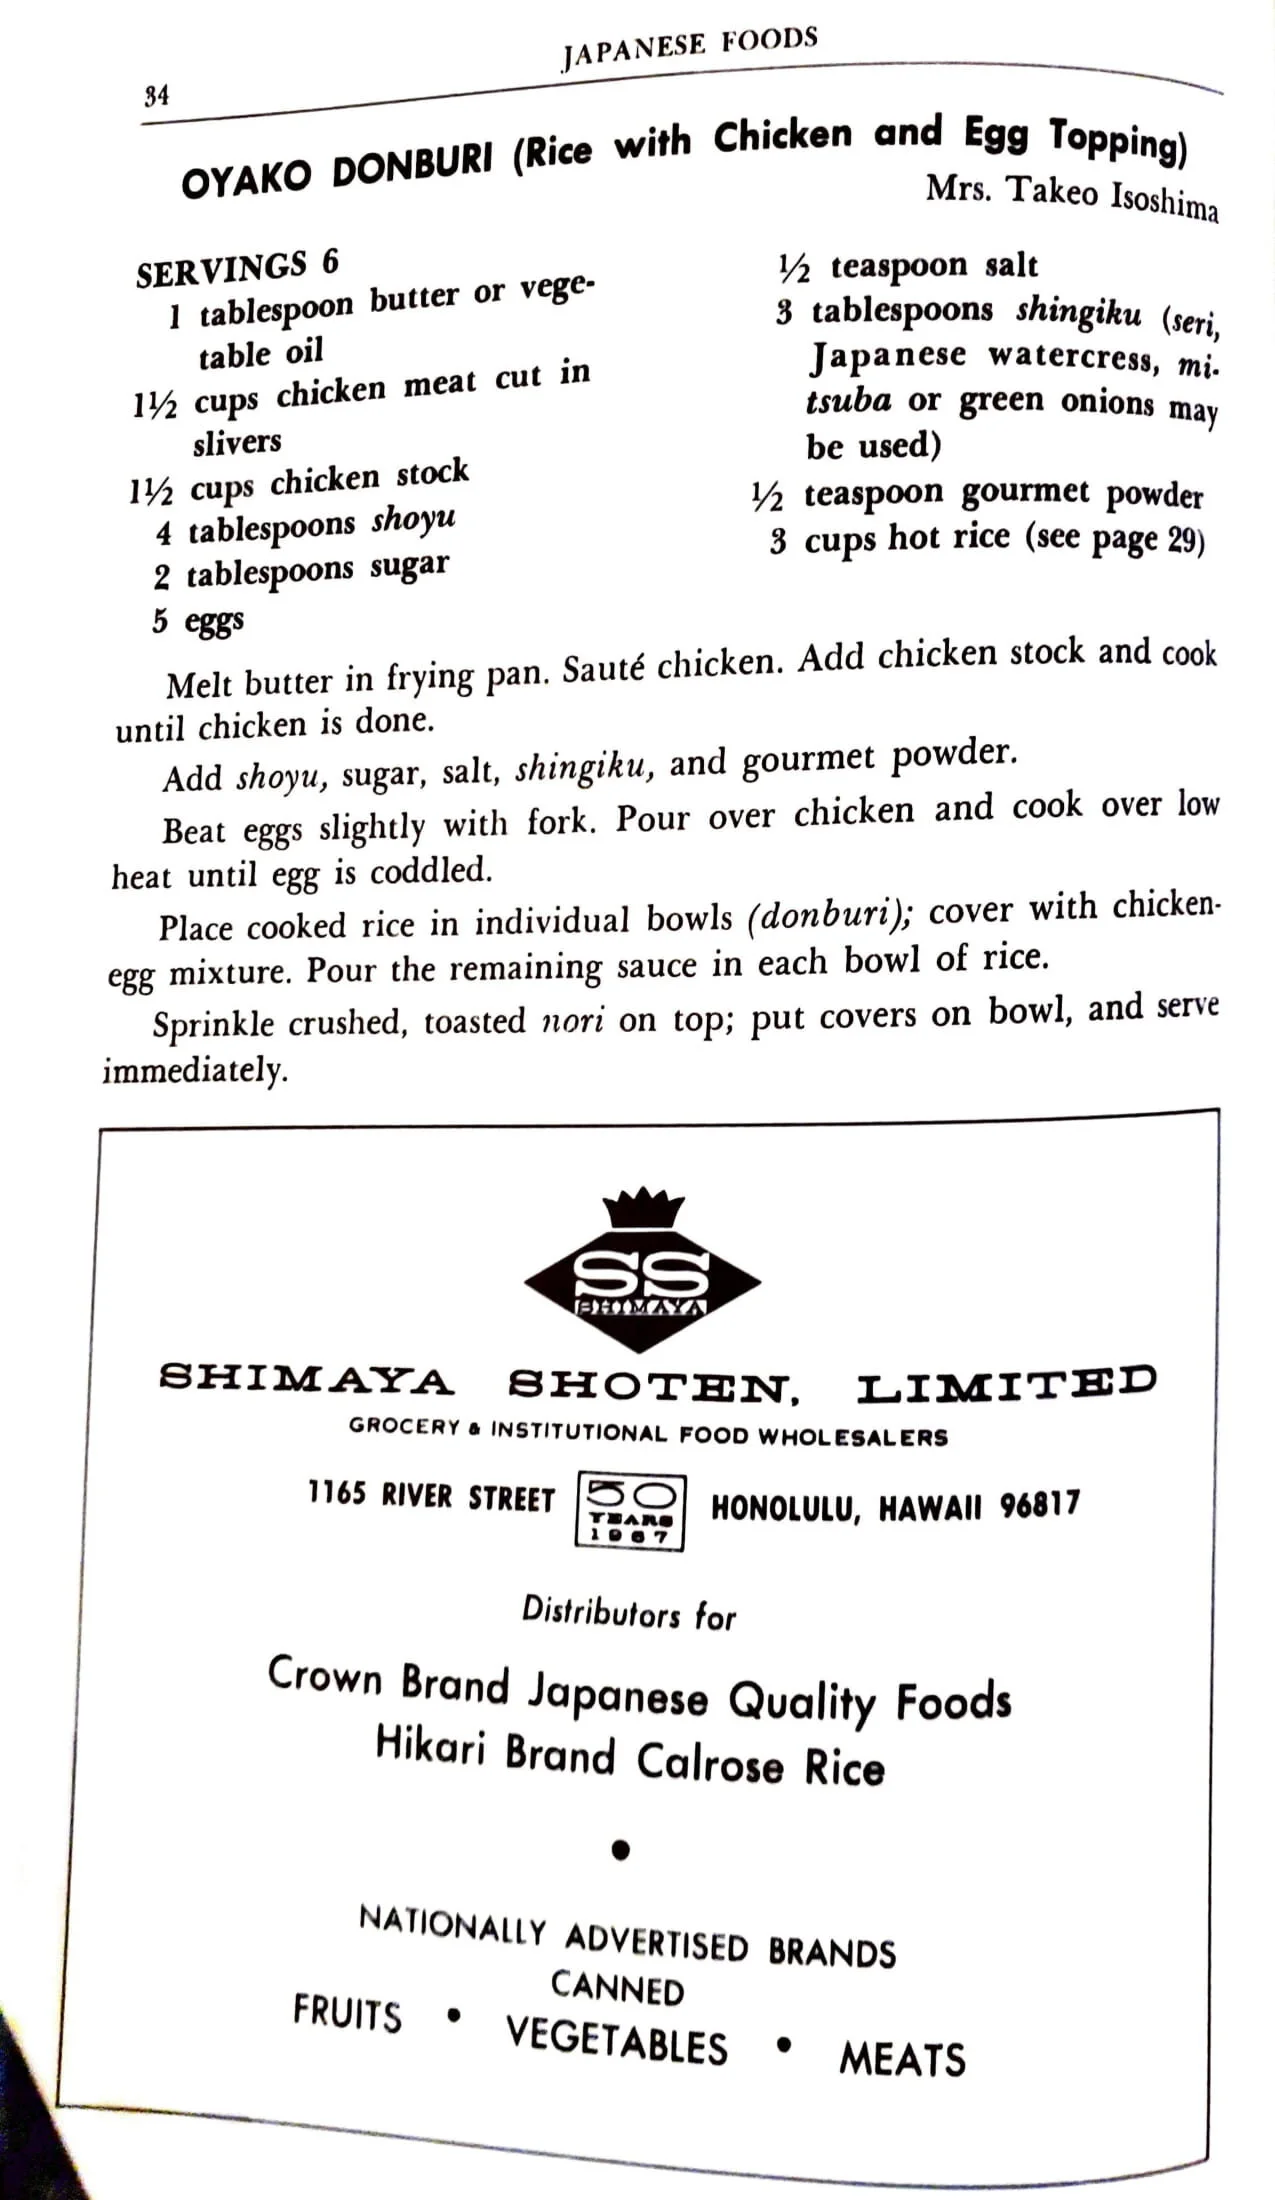 JAPANESE FOODS
34
OYAKO DONBURI (Rice with Chicken and Egg Topping)
Mrs. Takeo Isoshima
SERVINGS 6
1 tablespoon butter or vege-
table oil
1½ cups chicken meat cut in
slivers
1½ cups chicken stock
4 tablespoons shoyu
2 tablespoons sugar
5 eggs
½ teaspoon salt
3 tablespoons shingiku (seri,
Japanese watercress, mi-
tsuba or green onions may
be used)
½ teaspoon gourmet powder
3 cups hot rice (see page 29)
Melt butter in frying pan. Sauté chicken. Add chicken stock and cook
until chicken is done.
Add shoyu, sugar, salt, shingiku, and gourmet powder.
Beat eggs slightly with fork. Pour over chicken and cook over low
heat until egg is coddled.
Place cooked rice in individual bowls (donburi); cover with chicken-
egg mixture. Pour the remaining sauce in each bowl of rice.
Sprinkle crushed, toasted nori on top; put covers on bowl, and serve
immediately.
SS
SHIMAYA
SHIMAYA SHOTEN, LIMITED
GROCERY & INSTITUTIONAL FOOD WHOLESALERS
1165 RIVER STREET
50
YEARS
1967
HONOLULU, HAWAII 96817
Distributors for
Crown Brand Japanese Quality Foods
Hikari Brand Calrose Rice
•
NATIONALLY ADVERTISED BRANDS
CANNED
FRUITS • VEGETABLES • MEATS